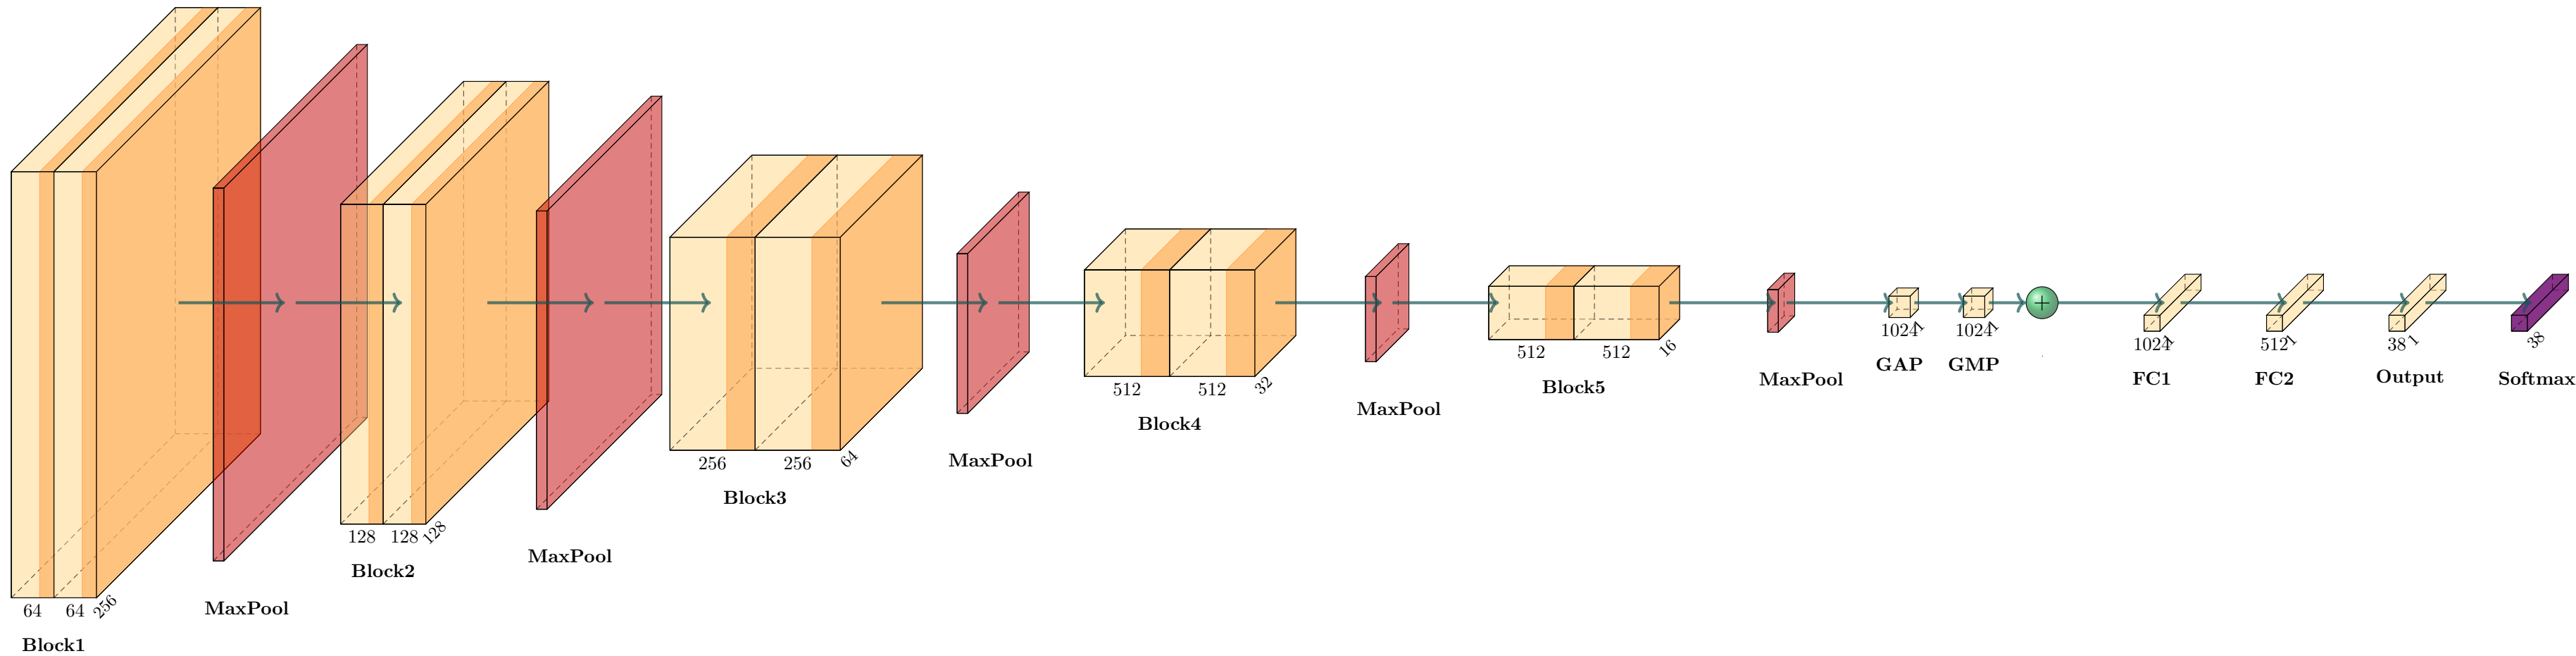 64 64 256
Block1
MaxPool
128 128 128
Block2
MaxPool
256 256 64
Block3
MaxPool
512 512 32
Block4
MaxPool
512 512 16
Block5
MaxPool
1024 1
GAP
1024 1
GMP
+
1024 1
FC1
512 1
FC2
38 1
Output
38
Softmax